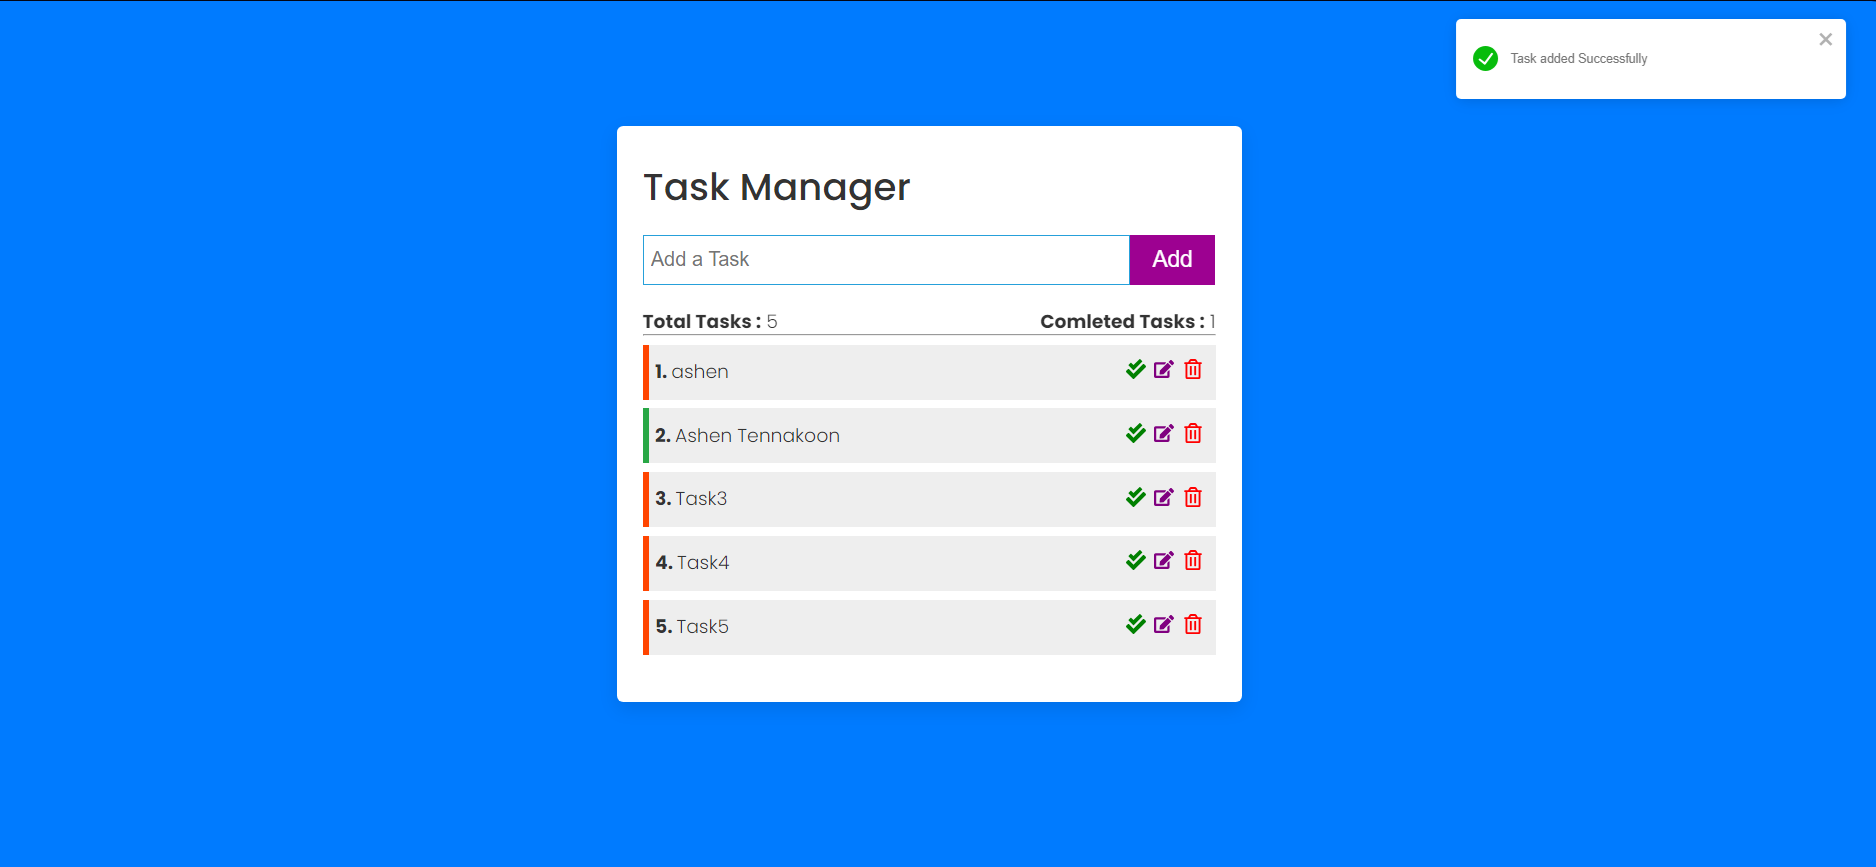 Task added Successfully
Task Manager
Add a Task
Add
Total Tasks : 5
Comleted Tasks : 1
1. ashen
2. Ashen Tennakoon
3. Task3
4. Task4
5. Task5